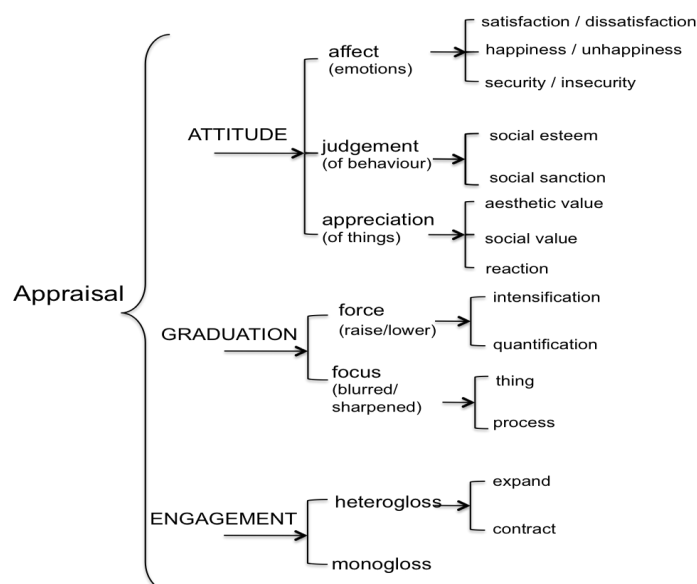 Appraisal
ATTITUDE
affect
(emotions)
satisfaction / dissatisfaction
happiness / unhappiness
security / insecurity
judgement
(of behaviour)
social esteem
social sanction
appreciation
(of things)
aesthetic value
social value
reaction
GRADUATION
force
(raise/lower)
intensification
quantification
focus
(blurred/
sharpened)
thing
process
ENGAGEMENT
heterogloss
expand
contract
monogloss